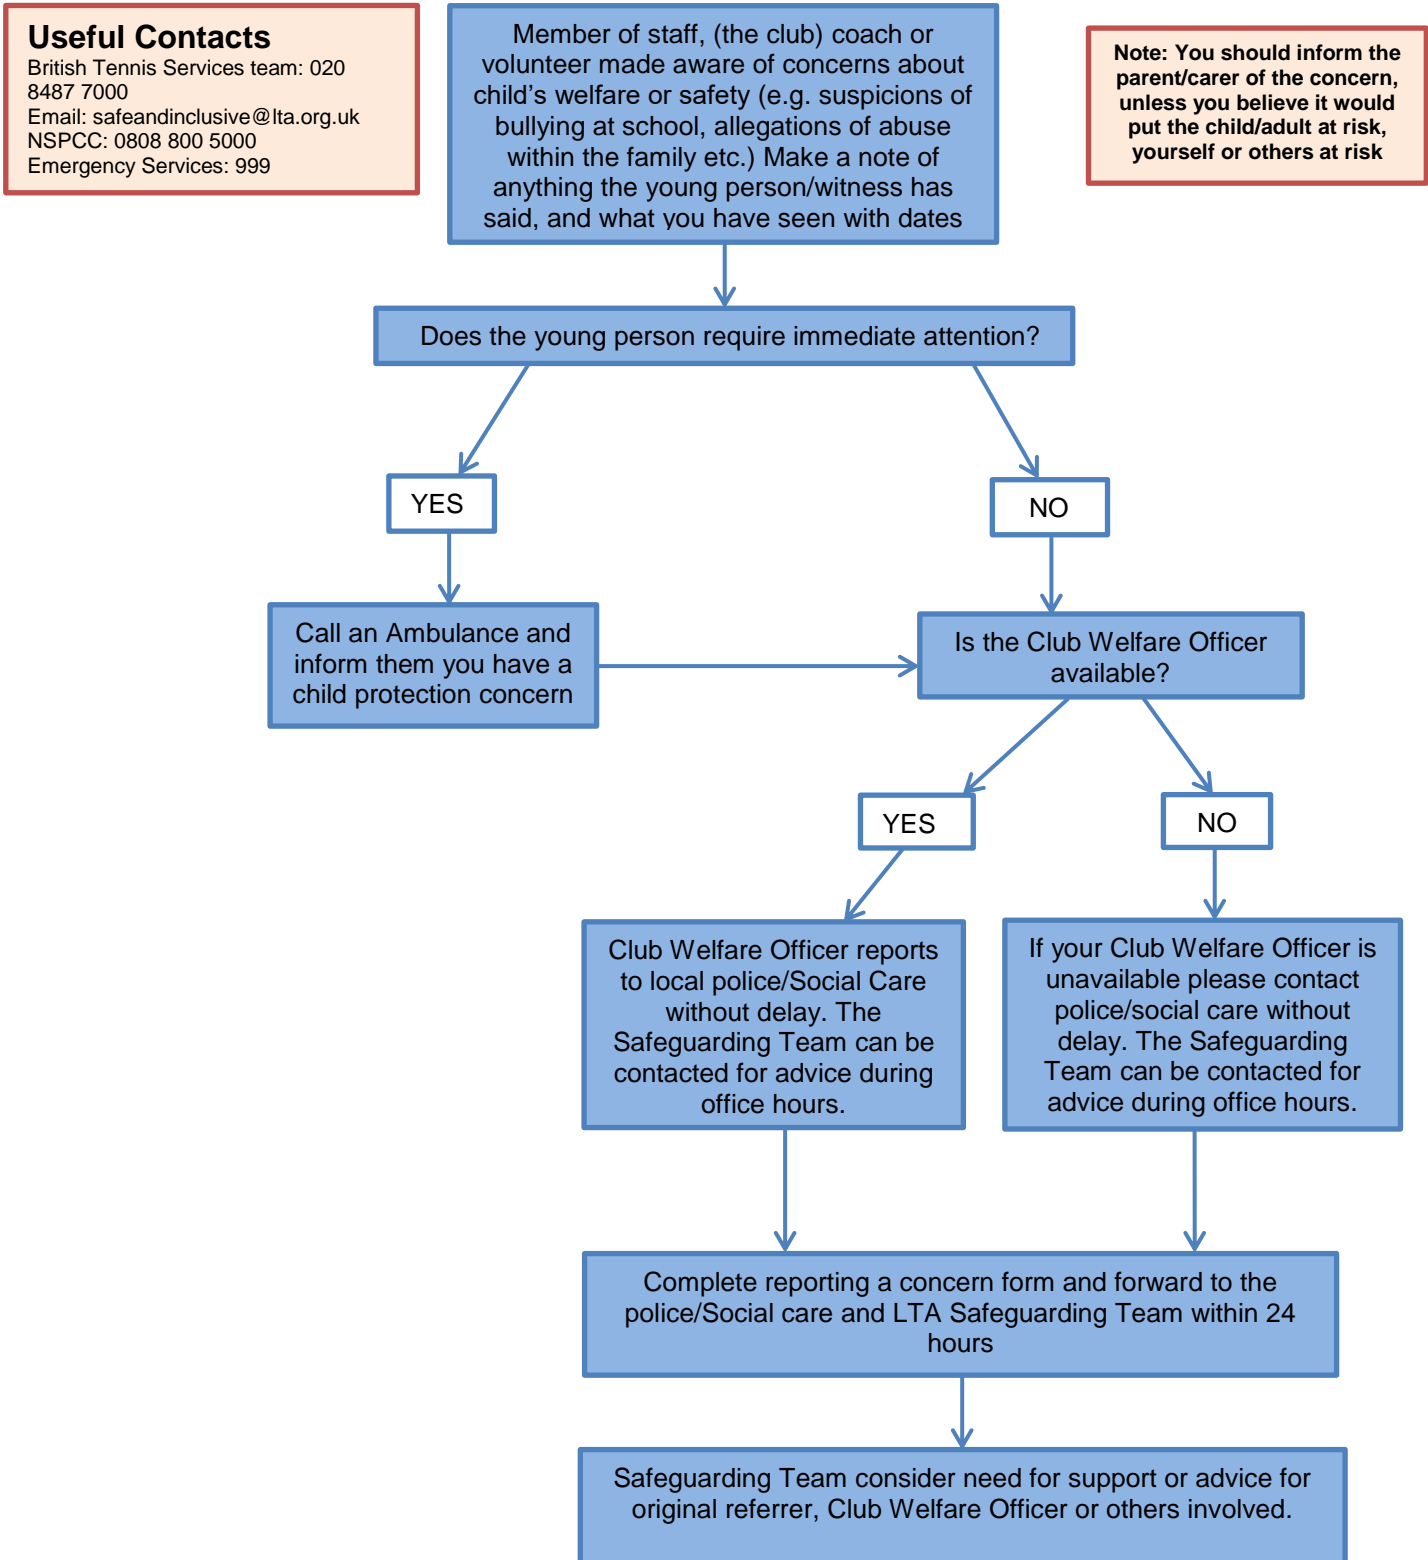 Useful Contacts
British Tennis Services team: 020
8487 7000
Email: safeandinclusive@lta.org.uk
NSPCC: 0808 800 5000
Emergency Services: 999
Member of staff, (the club) coach or
volunteer made aware of concerns about
child's welfare or safety (e.g. suspicions of
bullying at school, allegations of abuse
within the family etc.) Make a note of
anything the young person/witness has
said, and what you have seen with dates
Note: You should inform the
parent/carer of the concern,
unless you believe it would
put the child/adult at risk,
yourself or others at risk
Does the young person require immediate attention?
YES
NO
Call an Ambulance and
inform them you have a
child protection concern
Is the Club Welfare Officer
available?
YES
NO
Club Welfare Officer reports
to local police/Social Care
without delay. The
Safeguarding Team can be
contacted for advice during
office hours.
If your Club Welfare Officer is
unavailable please contact
police/social care without
delay. The Safeguarding
Team can be contacted for
advice during office hours.
Complete reporting a concern form and forward to the
police/Social care and LTA Safeguarding Team within 24
hours
Safeguarding Team consider need for support or advice for
original referrer, Club Welfare Officer or others involved.